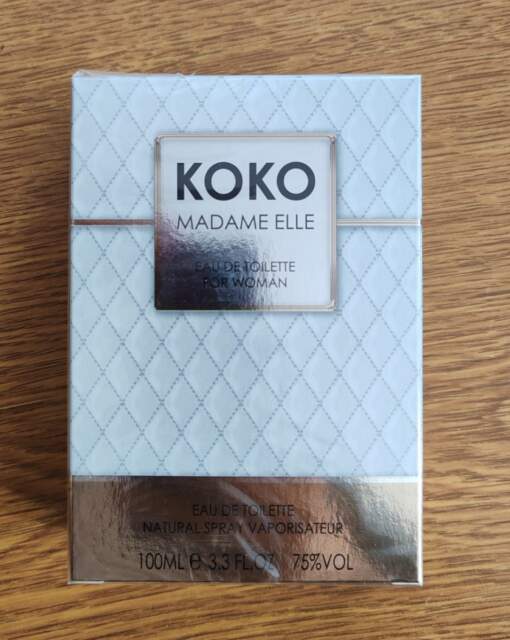 KOKO
MADAME ELLE
EAU DE TOILETTE
FOR WOMAN
EAU DE TOILETTE
NATURAL SPRAY VAPORISATEUR
100ML ℮ 3.3 FL.OZ 75%VOL